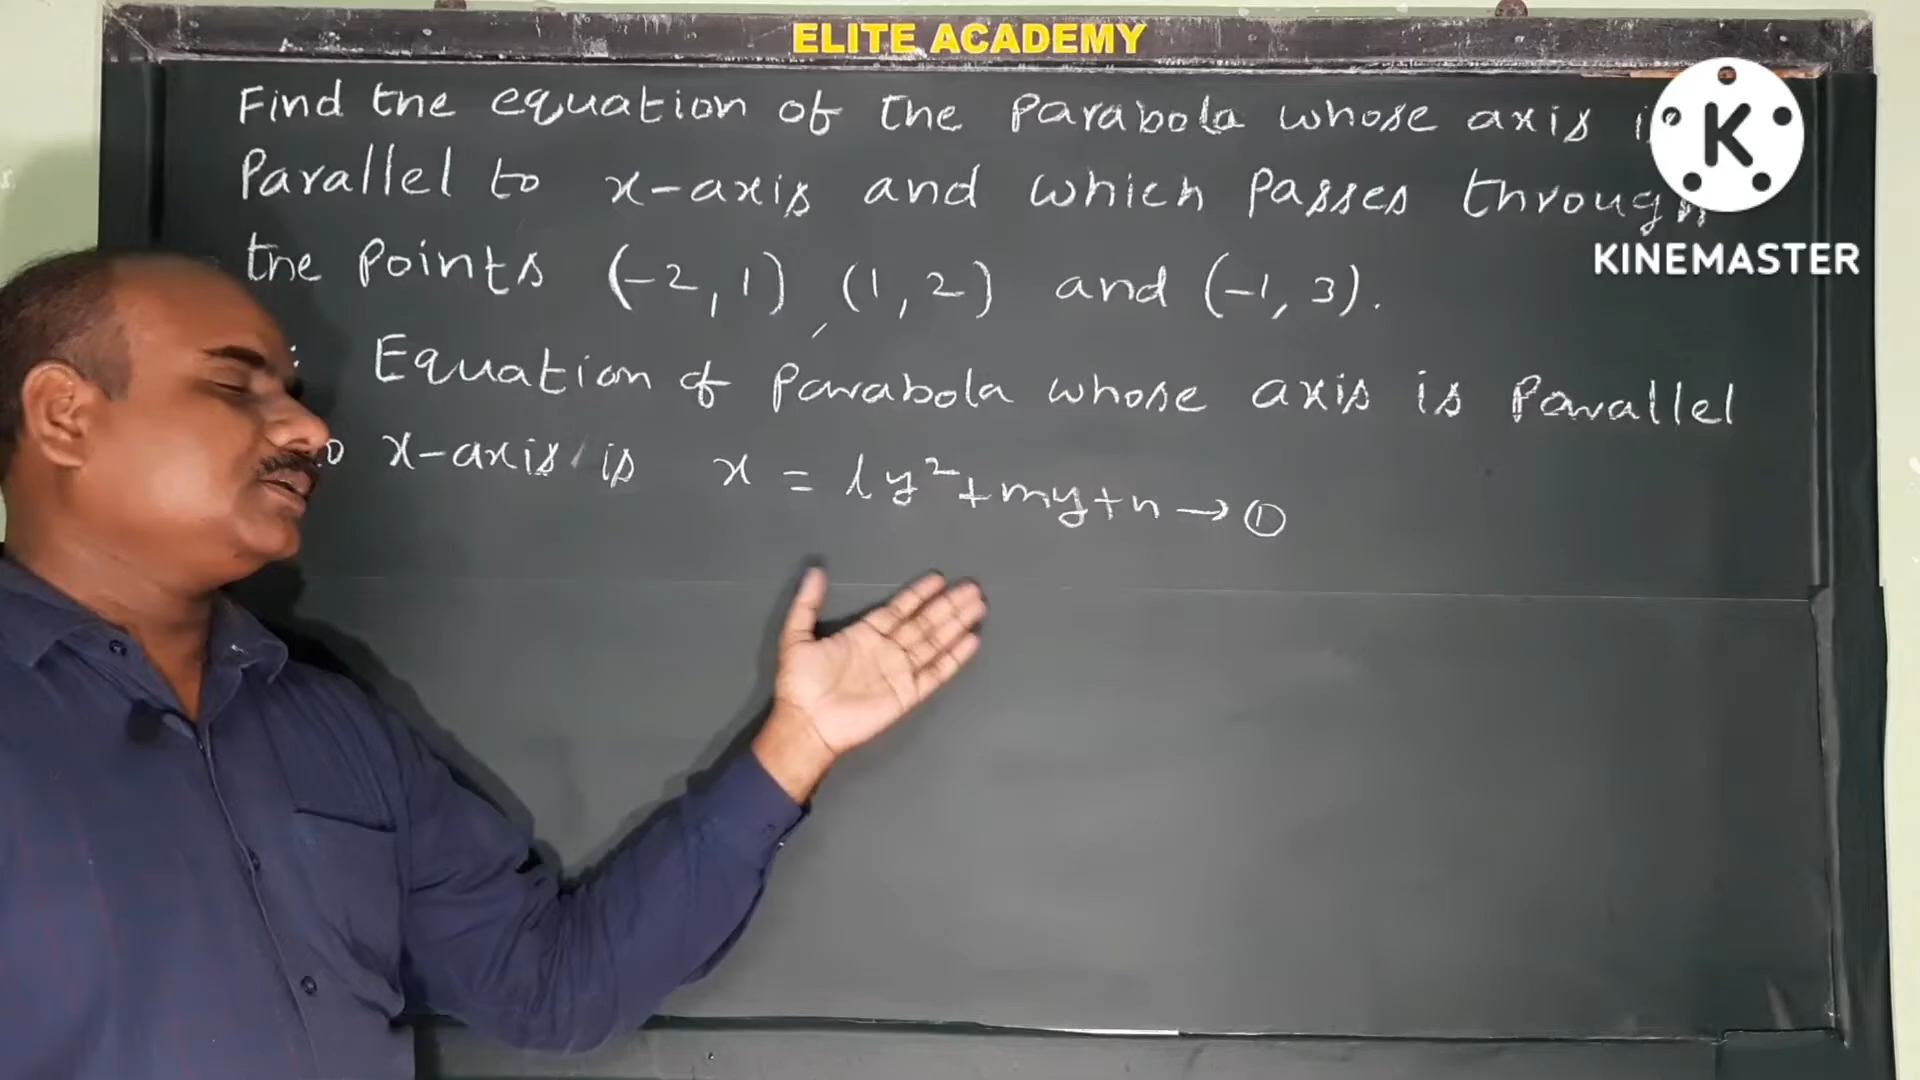 ELITE ACADEMY
Find the equation of the parabola whose axis is
Parallel to x-axis and which passes through
the points (-2, 1), (1, 2) and (-1, 3).
: Equation of parabola whose axis is parallel
x-axis is x = ly²+my+n → ①
K
KINEMASTER